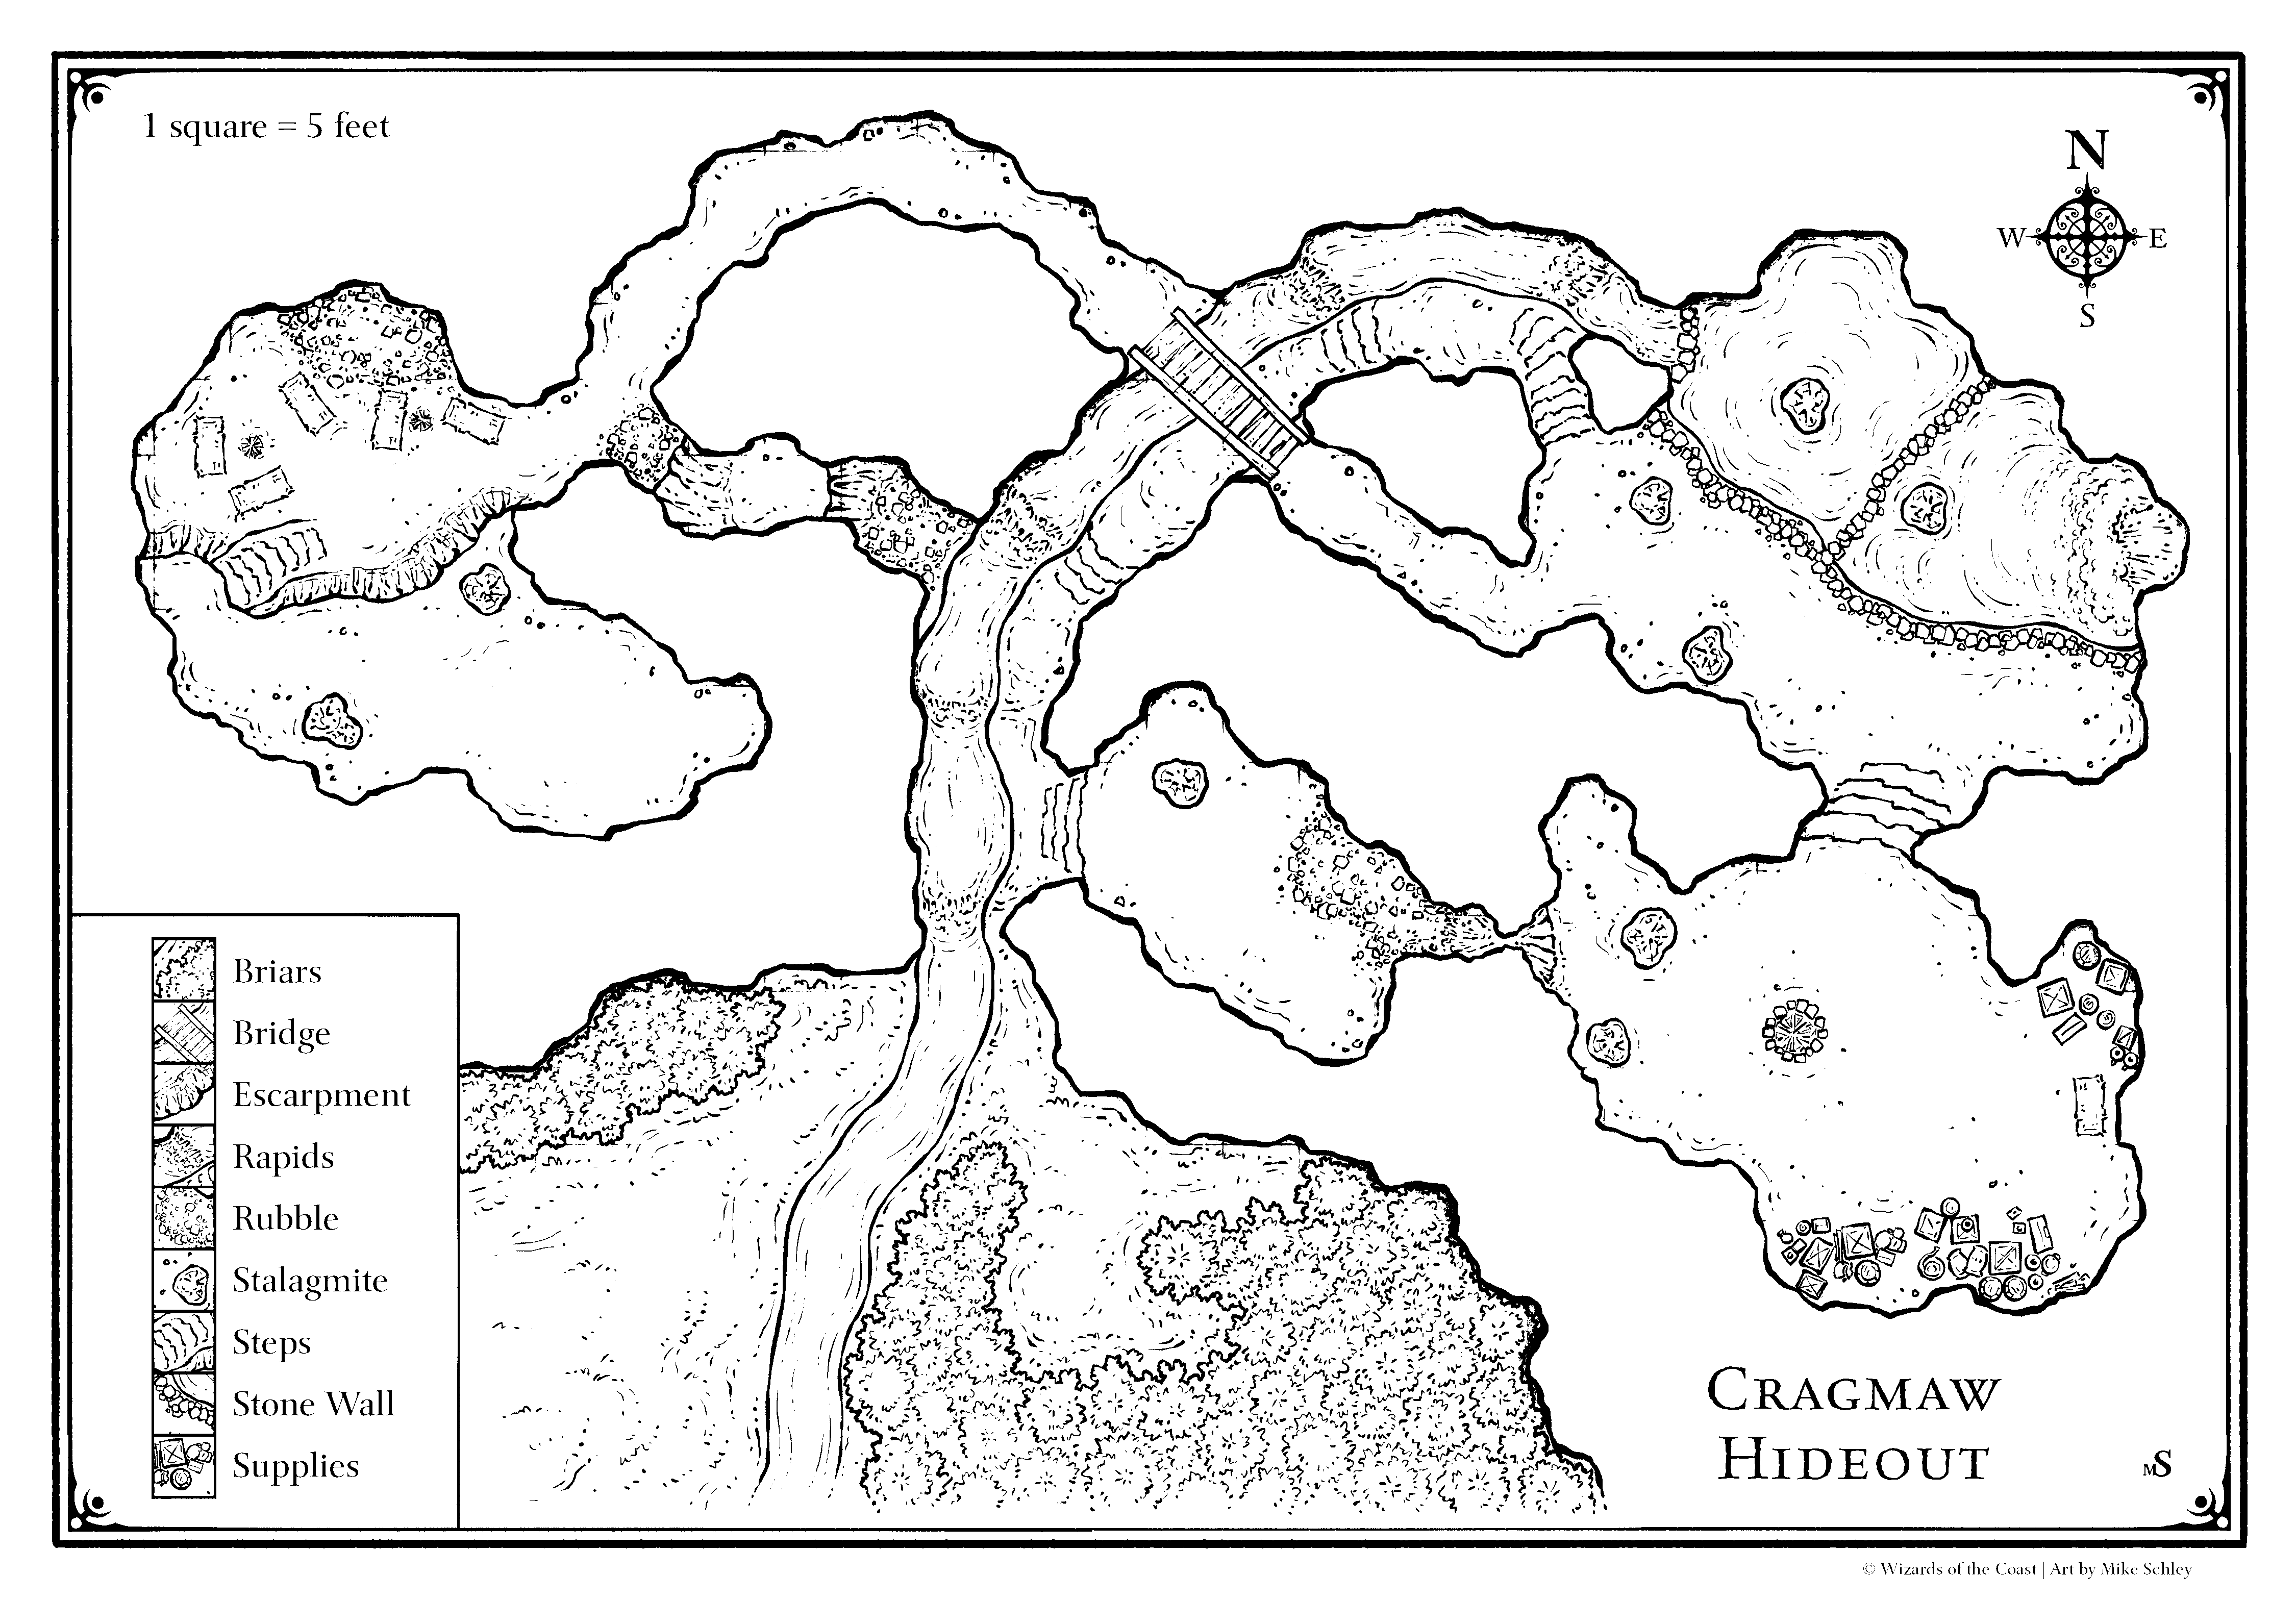 1 square = 5 feet
N
W E
S
Briars
Bridge
Escarpment
Rapids
Rubble
Stalagmite
Steps
Stone Wall
Supplies
Cragmaw
Hideout
MS
© Wizards of the Coast | Art by Mike Schley